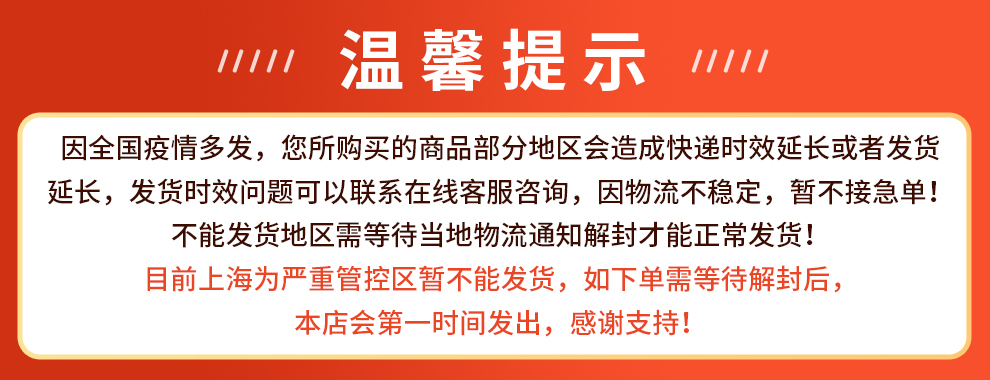 温馨提示
因全国疫情多发，您所购买的商品部分地区会造成快递时效延长或者发货
延长，发货时效问题可以联系在线客服咨询，因物流不稳定，暂不接急单！
不能发货地区需等待当地物流通知解封才能正常发货！
目前上海为严重管控区暂不能发货，如下单需等待解封后，
本店会第一时间发出，感谢支持！